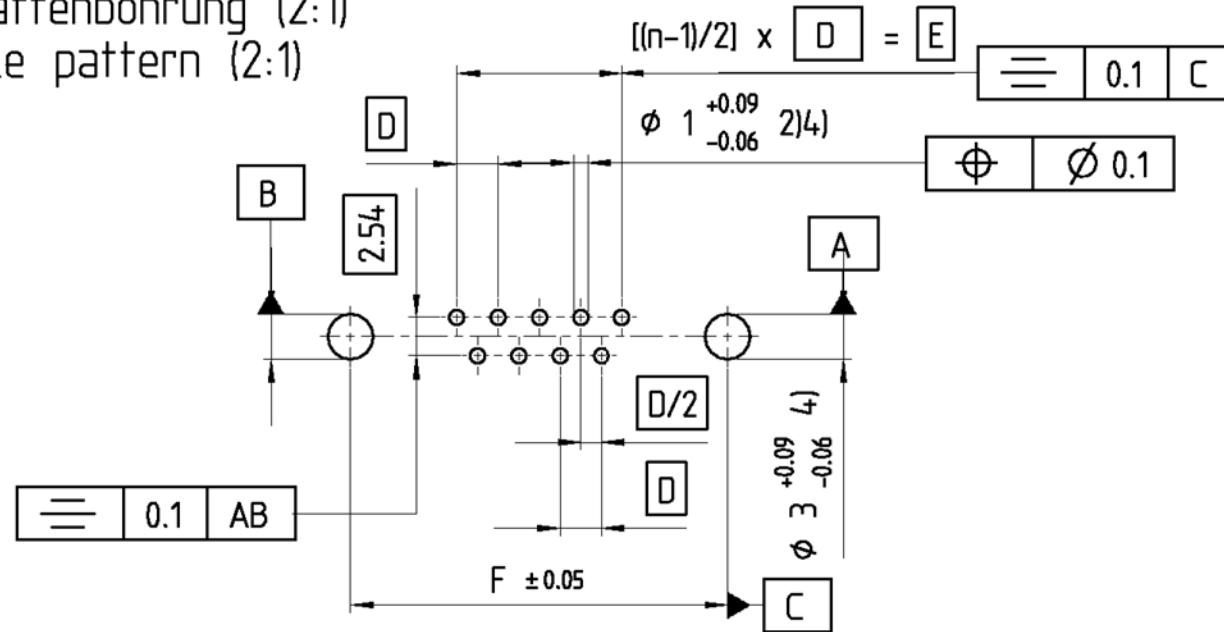 (2:1)
pattern (2:1)
[(n-1)/2] x D = E
0.1 C
D
ϕ 1 +0.09 -0.06 2)4)
⌀ 0.1
B
2.54
A
D/2
ϕ 3 +0.09 -0.06 4)
D
0.1 AB
F ±0.05
C